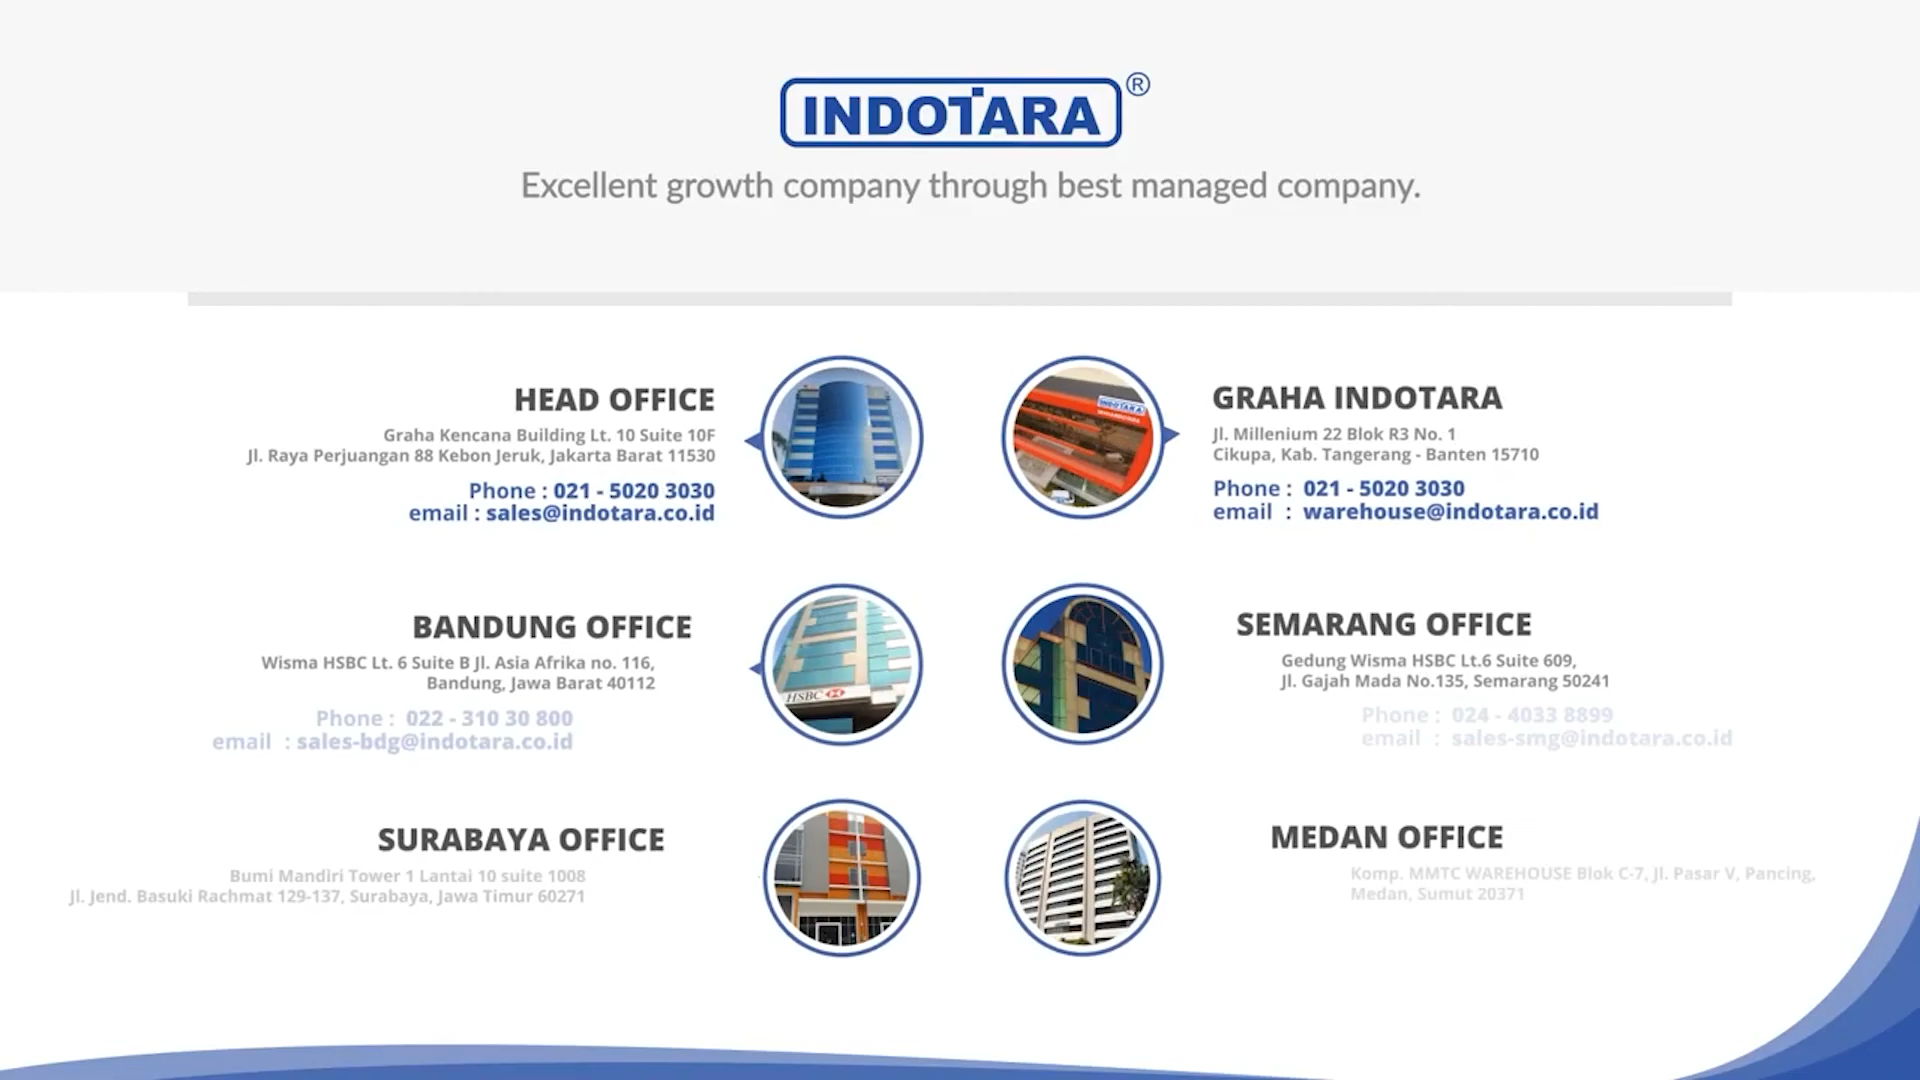 INDOTARA®
Excellent growth company through best managed company.
HEAD OFFICE
Graha Kencana Building Lt. 10 Suite 10F
Jl. Raya Perjuangan 88 Kebon Jeruk, Jakarta Barat 11530
Phone : 021 - 5020 3030
email : sales@indotara.co.id
INDOTARA
GRAHA INDOTARA
Jl. Millenium 22 Blok R3 No. 1
Cikupa, Kab. Tangerang - Banten 15710
Phone : 021 - 5020 3030
email : warehouse@indotara.co.id
BANDUNG OFFICE
Wisma HSBC Lt. 6 Suite B Jl. Asia Afrika no. 116,
Bandung, Jawa Barat 40112
Phone : 022 - 310 30 800
email : sales-bdg@indotara.co.id
HSBC
SEMARANG OFFICE
Gedung Wisma HSBC Lt.6 Suite 609,
Jl. Gajah Mada No.135, Semarang 50241
Phone : 024 - 4033 8899
email : sales-smg@indotara.co.id
SURABAYA OFFICE
Bumi Mandiri Tower 1 Lantai 10 suite 1008
Jl. Jend. Basuki Rachmat 129-137, Surabaya, Jawa Timur 60271
MEDAN OFFICE
Komp. MMTC WAREHOUSE Blok C-7, Jl. Pasar V, Pancing,
Medan, Sumut 20371